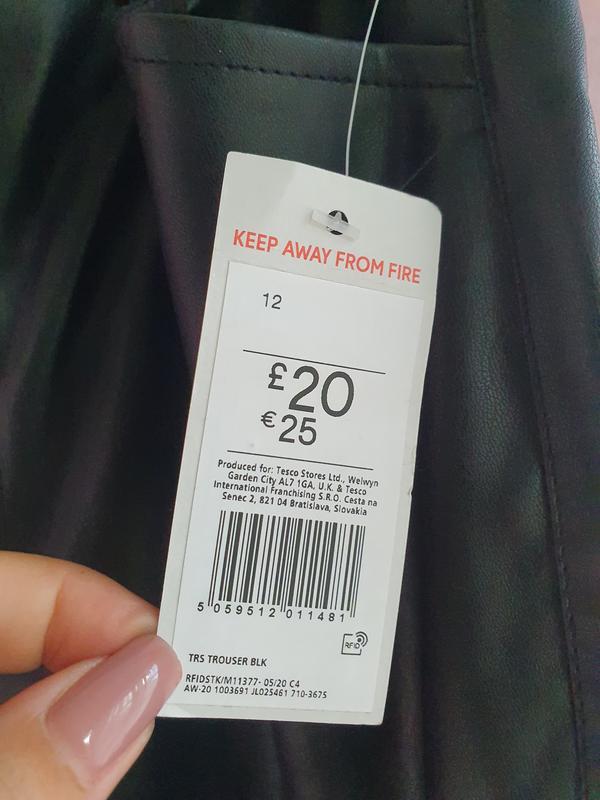 KEEP AWAY FROM FIRE
12
£20
€25
Produced for: Tesco Stores Ltd., Welwyn
Garden City AL7 1GA, U.K. & Tesco
International Franchising S.R.O. Cesta na
Senec 2, 821 04 Bratislava, Slovakia
5 059512 011481
RFID
TRS TROUSER BLK
RFIDSTK/M11377- 05/20 C4
AW-20 1003691 JL025461 710-3675